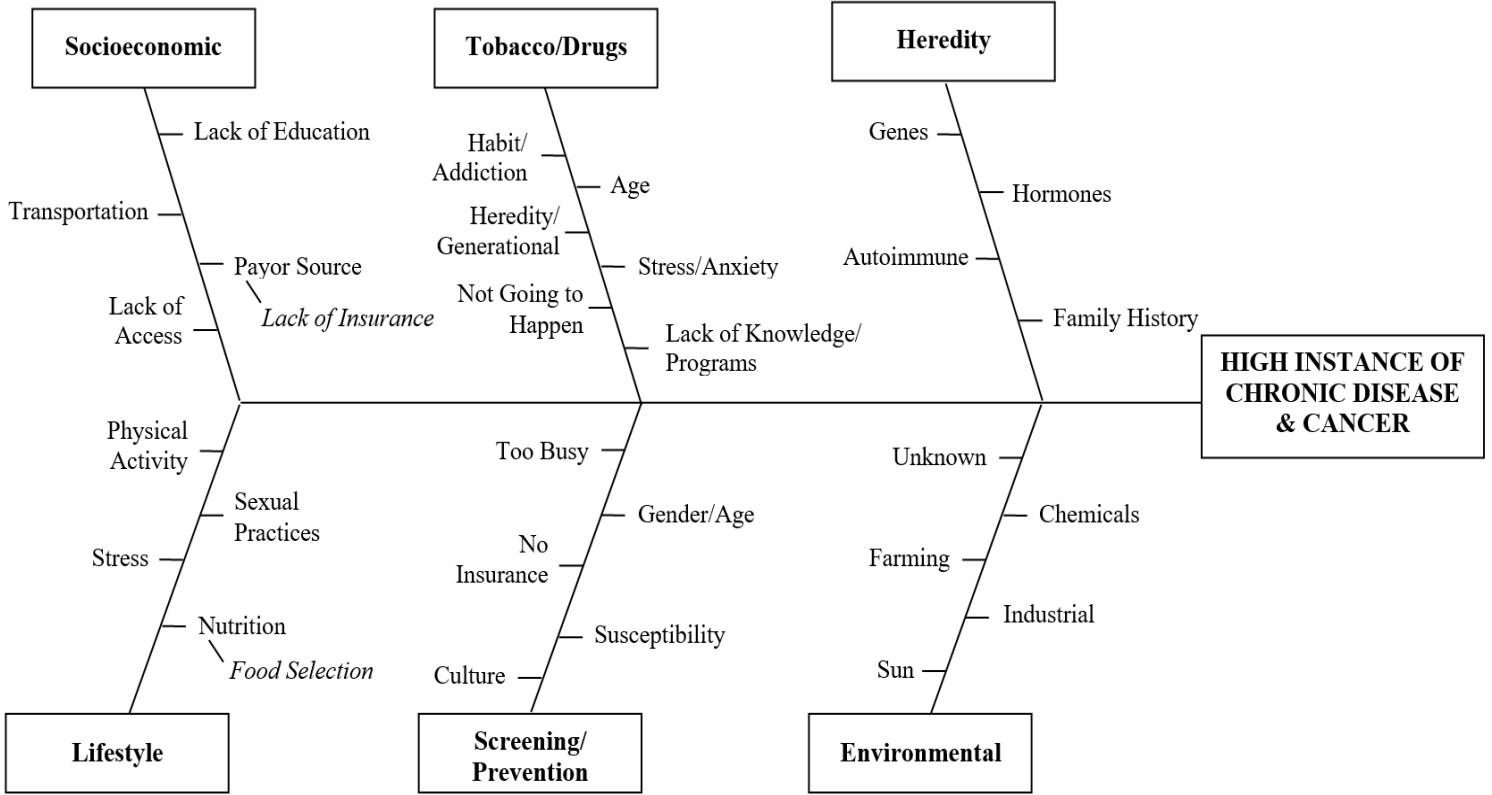 Socioeconomic
Tobacco/Drugs
Heredity
Lack of Education
Transportation
Payor Source
Lack of Insurance
Lack of
Access
Habit/
Addiction
Age
Heredity/
Generational
Stress/Anxiety
Not Going to
Happen
Lack of Knowledge/
Programs
Genes
Hormones
Autoimmune
Family History
HIGH INSTANCE OF
CHRONIC DISEASE
& CANCER
Physical
Activity
Sexual
Practices
Stress
Nutrition
Food Selection
Too Busy
Gender/Age
No
Insurance
Susceptibility
Culture
Unknown
Chemicals
Farming
Industrial
Sun
Lifestyle
Screening/
Prevention
Environmental